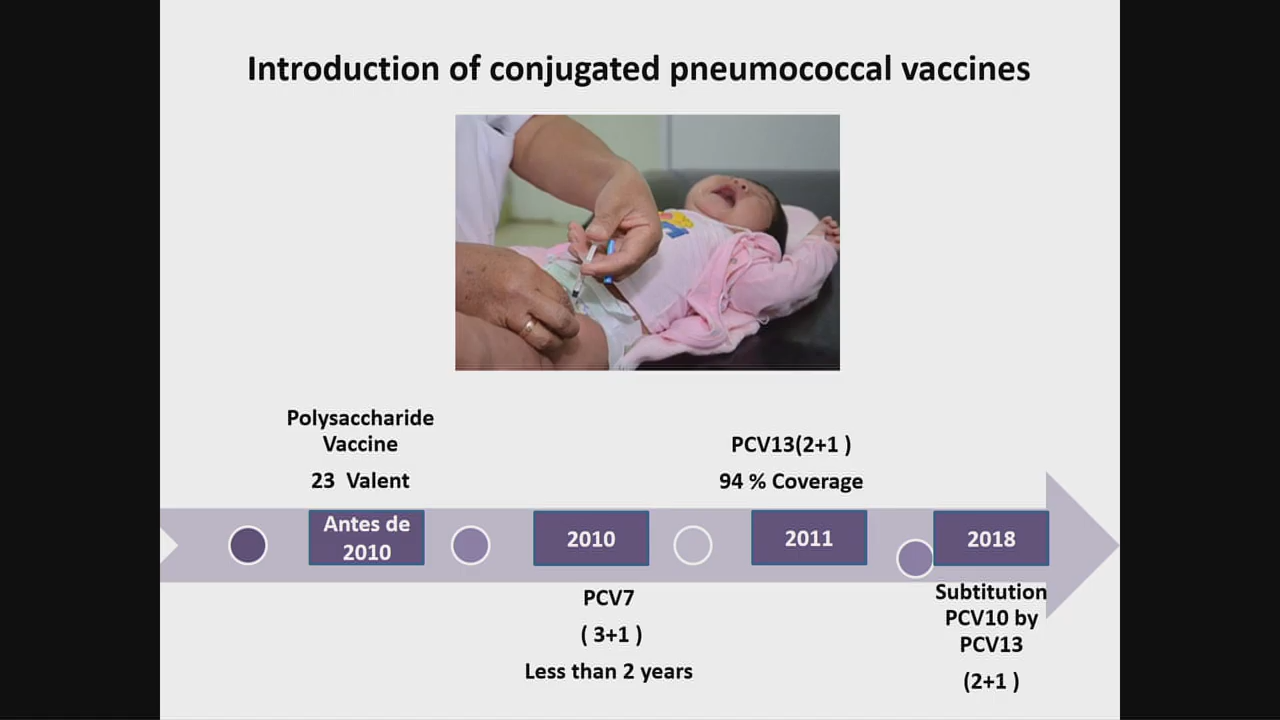 Introduction of conjugated pneumococcal vaccines
Polysaccharide
Vaccine
23 Valent
Antes de
2010
2010
PCV7
( 3+1 )
Less than 2 years
PCV13(2+1 )
94 % Coverage
2011
2018
Subtitution
PCV10 by
PCV13
(2+1 )